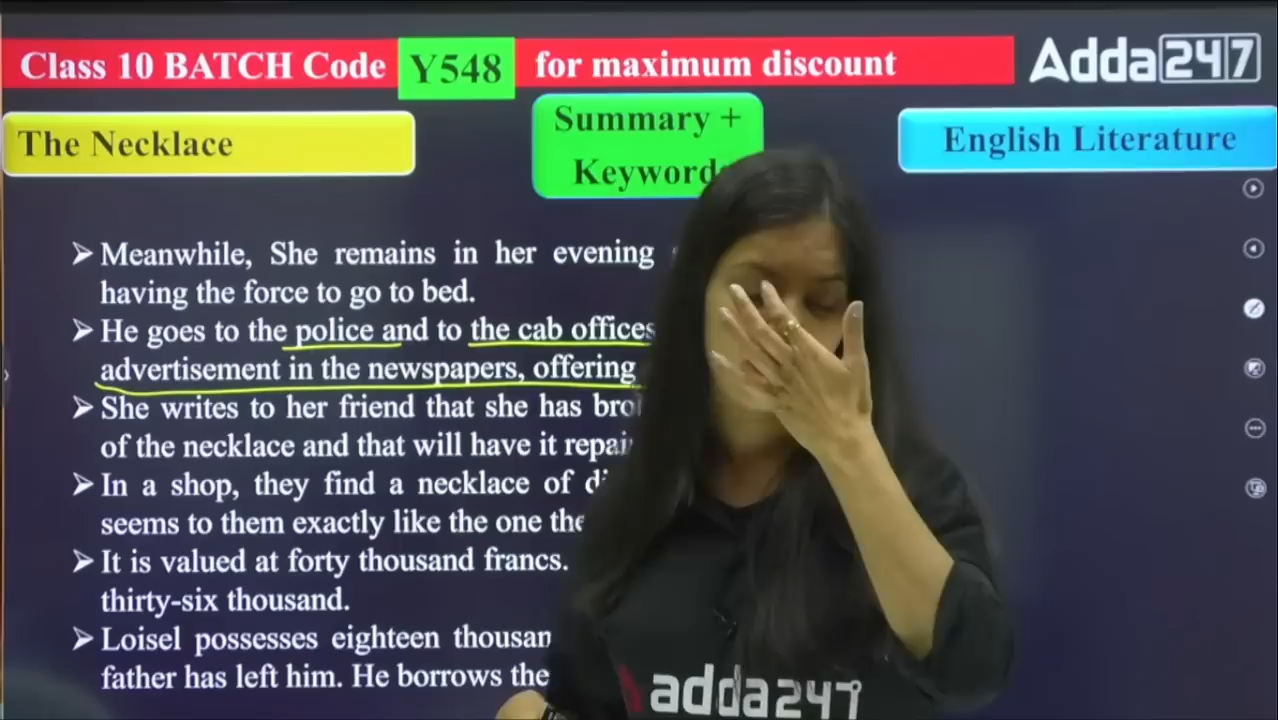 Class 10 BATCH Code Y548 for maximum discount
Adda247
The Necklace
Summary +
Keyword
English Literature
➢ Meanwhile, She remains in her evening
having the force to go to bed.
➢ He goes to the police and to the cab offices
advertisement in the newspapers, offering
➢ She writes to her friend that she has
of the necklace and that will have it
➢ In a shop, they find a necklace of
seems to them exactly like the one
➢ It is valued at forty thousand francs.
thirty-six thousand.
➢ Loisel possesses eighteen
father has left him. He borrows the
adda247